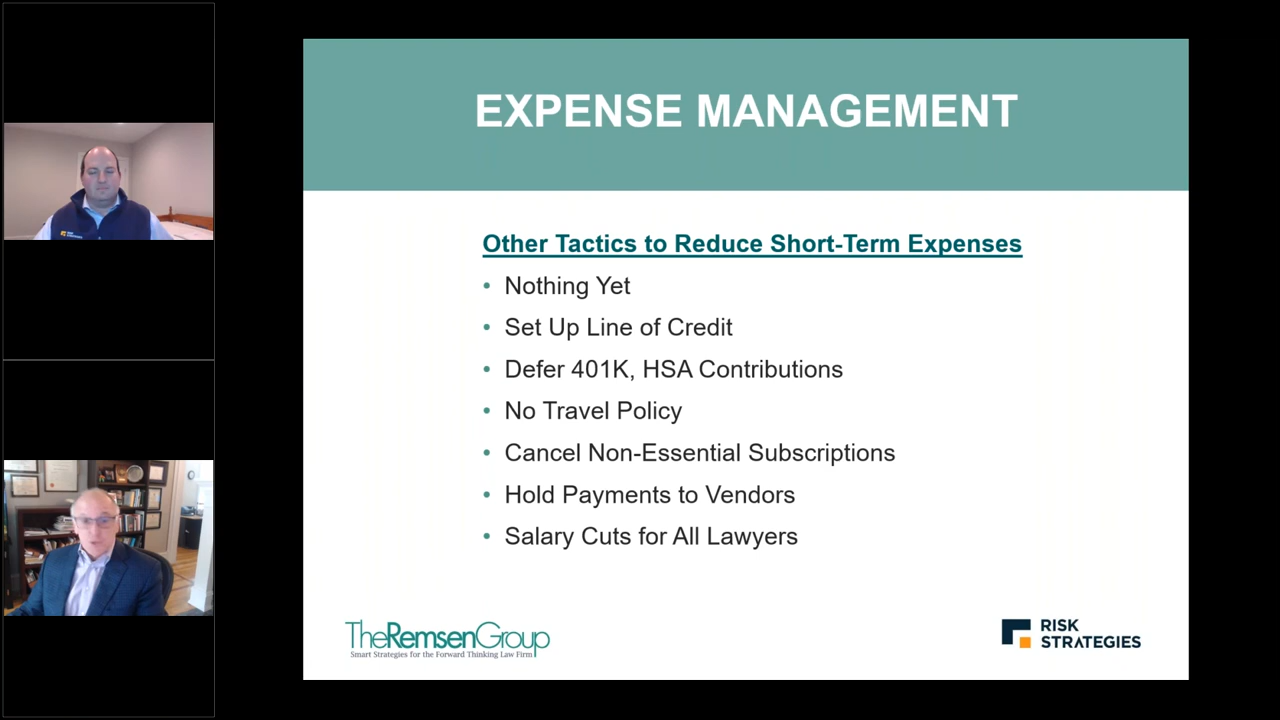 EXPENSE MANAGEMENT
Other Tactics to Reduce Short-Term Expenses
• Nothing Yet
• Set Up Line of Credit
• Defer 401K, HSA Contributions
• No Travel Policy
• Cancel Non-Essential Subscriptions
• Hold Payments to Vendors
• Salary Cuts for All Lawyers
TheRemsenGroup
Smart Strategies for the Forward Thinking Law Firm
RISK
STRATEGIES